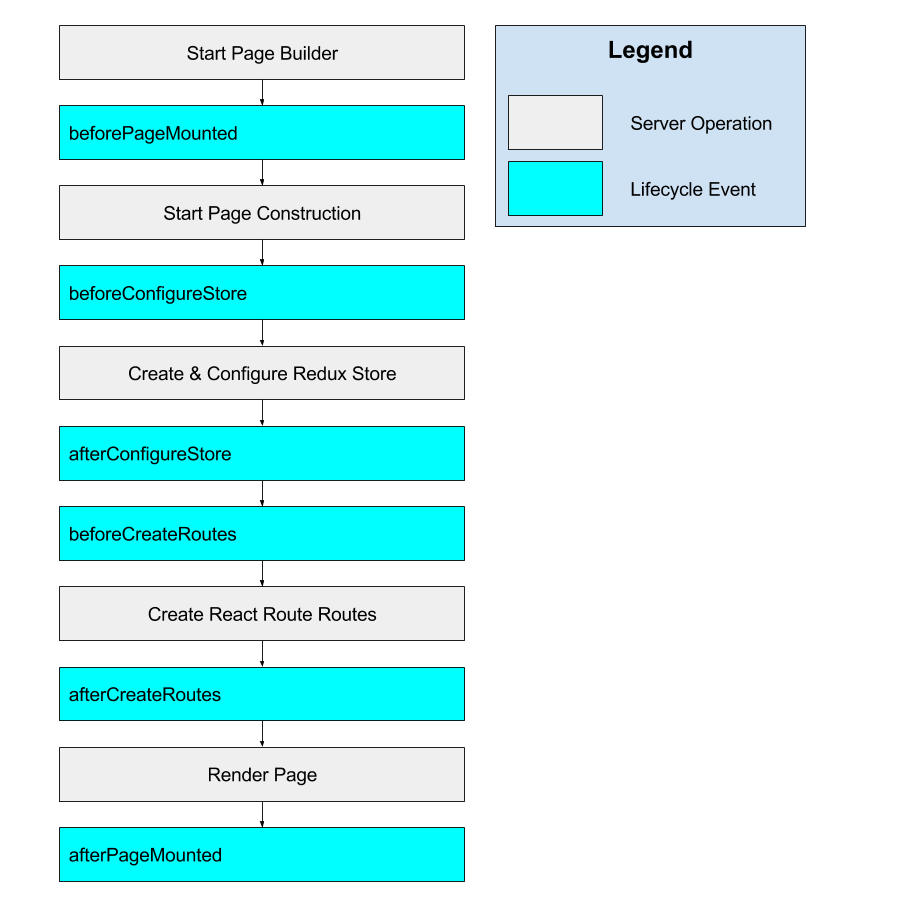 Start Page Builder
beforePageMounted
Start Page Construction
beforeConfigureStore
Create & Configure Redux Store
afterConfigureStore
beforeCreateRoutes
Create React Route Routes
afterCreateRoutes
Render Page
afterPageMounted
Legend
Server Operation
Lifecycle Event